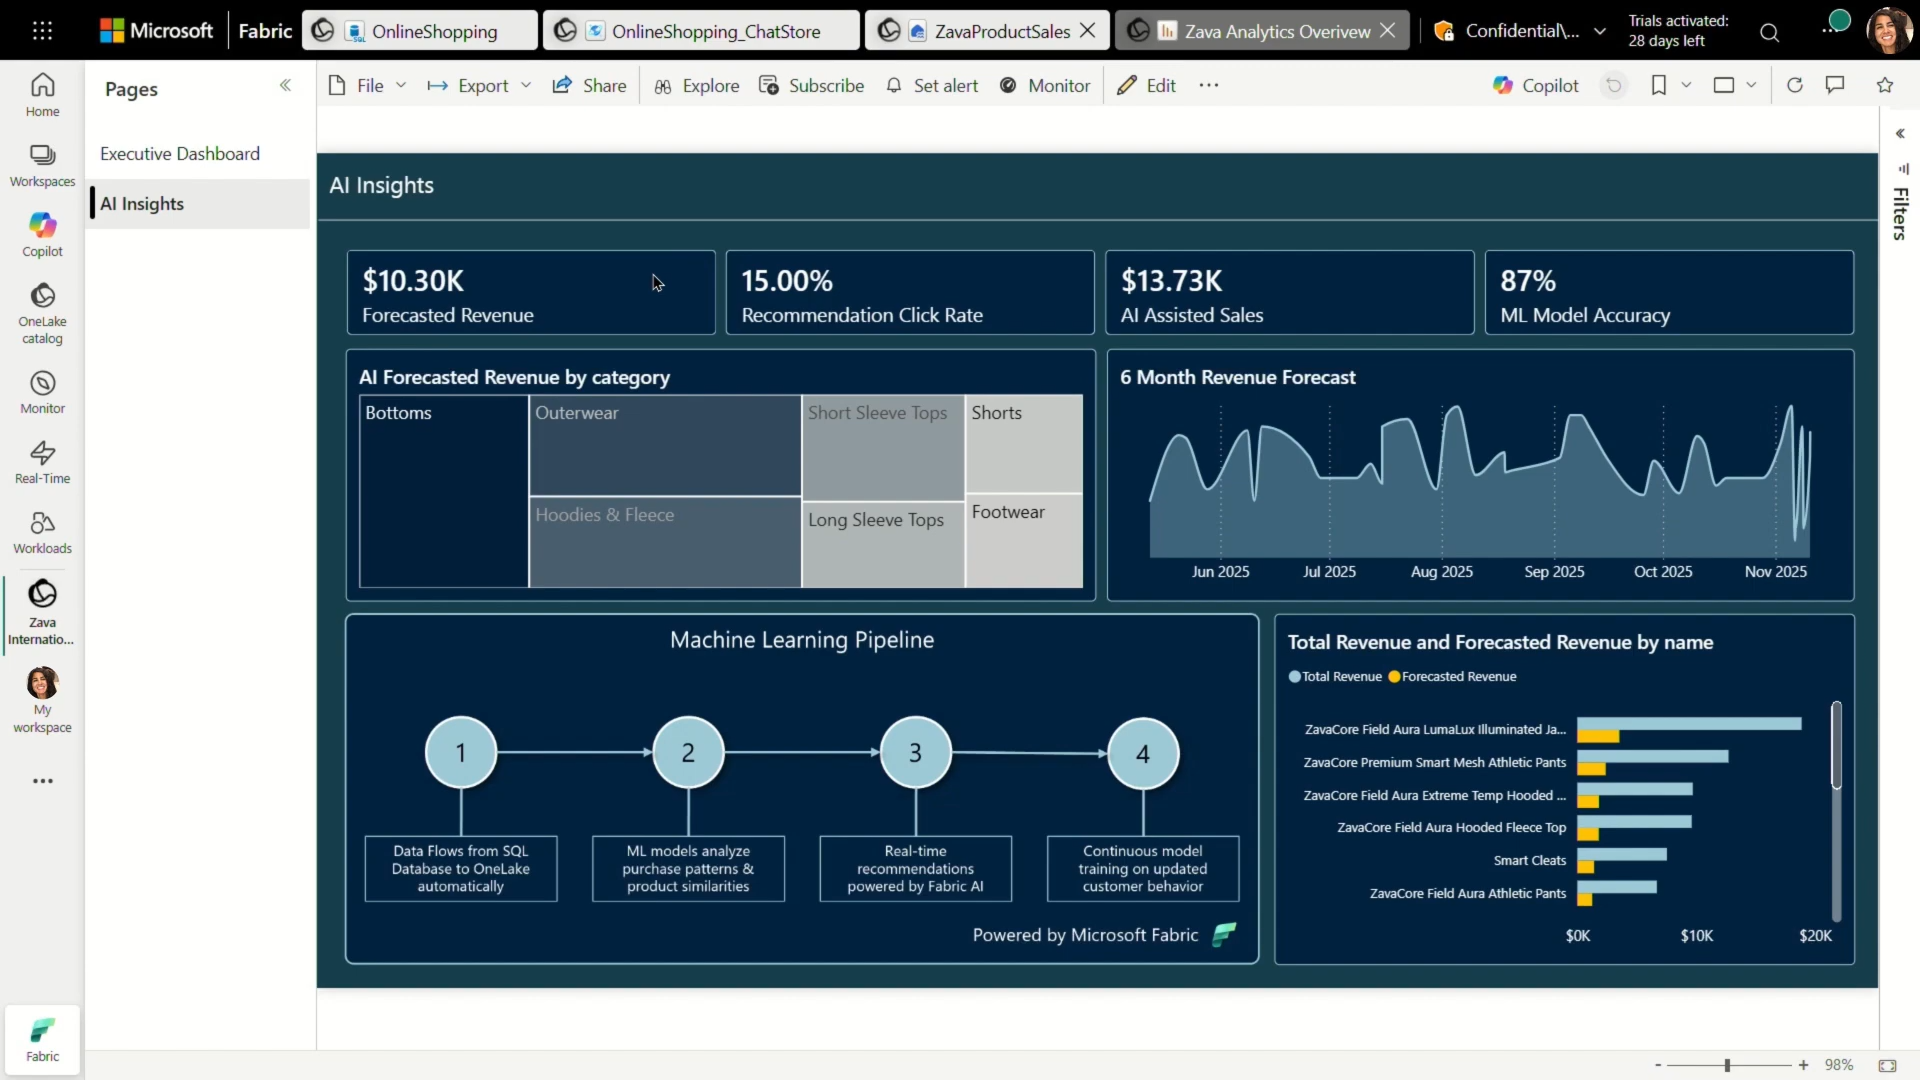 Microsoft
Fabric
OnlineShopping
OnlineShopping_ChatStore
ZavaProductSales
Zava Analytics Overivew
Confidential\...
Trials activated:
28 days left
Home
Workspaces
Copilot
OneLake
catalog
Monitor
Real-Time
Workloads
Zava
Internatio...
My
workspace
Fabric
Pages
Executive Dashboard
AI Insights
File
Export
Share
Explore
Subscribe
Set alert
Monitor
Edit
Copilot
Filters
AI Insights
$10.30K
Forecasted Revenue
15.00%
Recommendation Click Rate
$13.73K
AI Assisted Sales
87%
ML Model Accuracy
AI Forecasted Revenue by category
Bottoms
Outerwear
Hoodies & Fleece
Short Sleeve Tops
Long Sleeve Tops
Shorts
Footwear
6 Month Revenue Forecast
Jun 2025
Jul 2025
Aug 2025
Sep 2025
Oct 2025
Nov 2025
Machine Learning Pipeline
1
2
3
4
Data Flows from SQL
Database to OneLake
automatically
ML models analyze
purchase patterns &
product similarities
Real-time
recommendations
powered by Fabric AI
Continuous model
training on updated
customer behavior
Powered by Microsoft Fabric
Total Revenue and Forecasted Revenue by name
Total Revenue
Forecasted Revenue
ZavaCore Field Aura LumaLux Illuminated Ja...
ZavaCore Premium Smart Mesh Athletic Pants
ZavaCore Field Aura Extreme Temp Hooded ...
ZavaCore Field Aura Hooded Fleece Top
Smart Cleats
ZavaCore Field Aura Athletic Pants
$0K
$10K
$20K
- + 98%